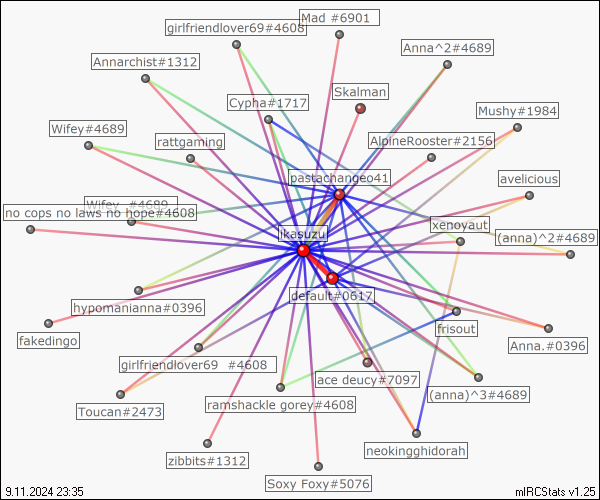 Mad #6901
girlfriendlover69#4608
Anna^2#4689
Annarchist#1312
Skalman
Cypha#1717
Mushy#1984
Wifey#4689
rattgaming
AlpineRooster#2156
pastachangeo41
avelicious
Wifey_.#4689
no cops no laws no hope#4608
xenoyaut
jkasuzu
(anna)^2#4689
default#0617
hypomanianna#0396
frisout
fakedingo
Anna.#0396
girlfriendlover69 #4608
ace deucy#7097
(anna)^3#4689
ramshackle gorey#4608
Toucan#2473
neokingghidorah
zibbits#1312
Soxy Foxy#5076
9.11.2024 23:35
mIRCStats v1.25